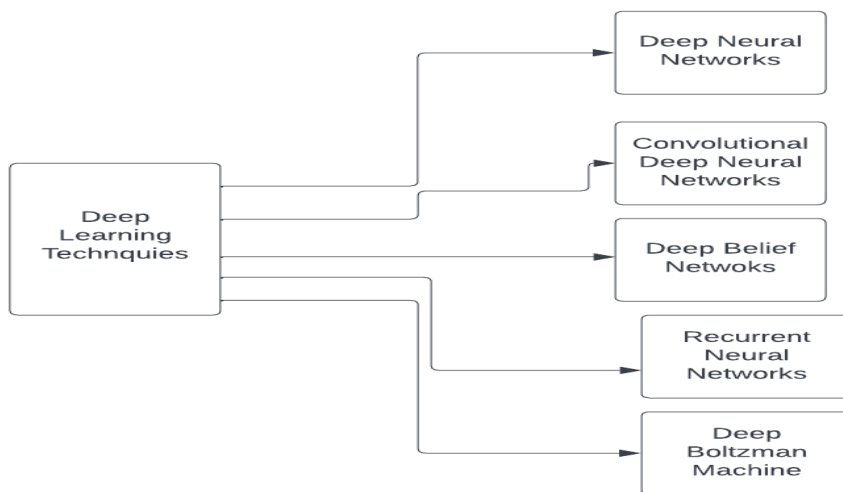 Deep
Learning
Technquies
Deep Neural
Networks
Convolutional
Deep Neural
Networks
Deep Belief
Netwoks
Recurrent
Neural
Networks
Deep
Boltzman
Machine